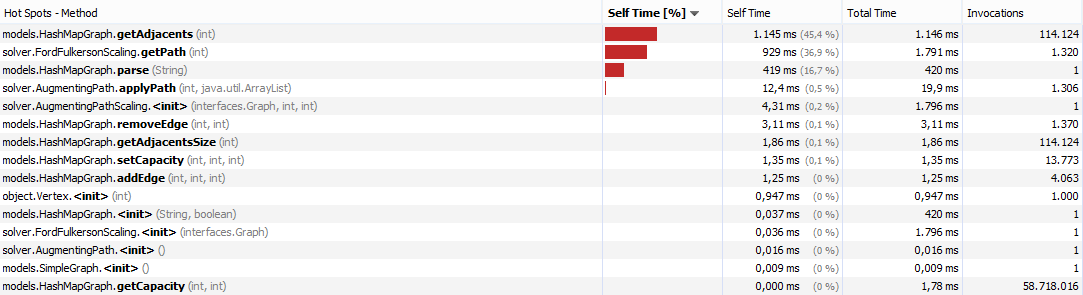 Hot Spots - Method Self Time [%] Self Time Total Time Invocations
models.HashMapGraph.getAdjacents (int) 1.145 ms (45,4 %) 1.146 ms 114.124
solver.FordFulkersonScaling.getPath (int) 929 ms (36,9 %) 1.791 ms 1.320
models.HashMapGraph.parse (String) 419 ms (16,7 %) 420 ms 1
solver.AugmentingPath.applyPath (int, java.util.ArrayList) 12,4 ms (0,5 %) 19,9 ms 1.306
solver.AugmentingPathScaling.<init> (interfaces.Graph, int, int) 4,31 ms (0,2 %) 1.796 ms 1
models.HashMapGraph.removeEdge (int, int) 3,11 ms (0,1 %) 3,11 ms 1.370
models.HashMapGraph.getAdjacentsSize (int) 1,86 ms (0,1 %) 1,86 ms 114.124
models.HashMapGraph.setCapacity (int, int, int) 1,35 ms (0,1 %) 1,35 ms 13.773
models.HashMapGraph.addEdge (int, int, int) 1,25 ms (0 %) 1,25 ms 4.063
object.Vertex.<init> (int) 0,947 ms (0 %) 0,947 ms 1.000
models.HashMapGraph.<init> (String, boolean) 0,037 ms (0 %) 420 ms 1
solver.FordFulkersonScaling.<init> (interfaces.Graph) 0,036 ms (0 %) 1.796 ms 1
solver.AugmentingPath.<init> () 0,016 ms (0 %) 0,016 ms 1
models.SimpleGraph.<init> () 0,009 ms (0 %) 0,009 ms 1
models.HashMapGraph.getCapacity (int, int) 0,000 ms (0 %) 1,78 ms 58.718.016